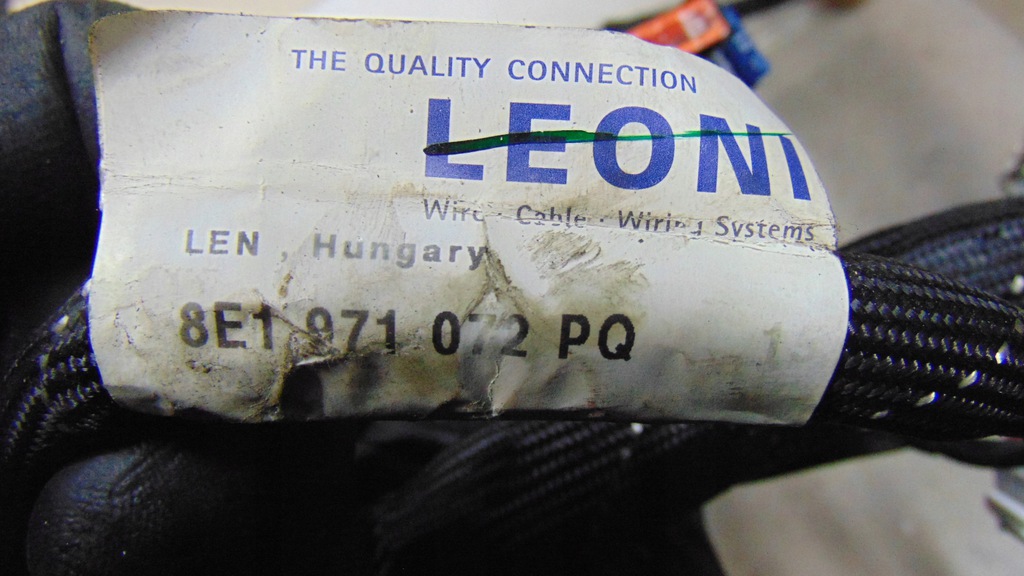 THE QUALITY CONNECTION
LEONI
Wire · Cable · Wiring Systems
LEN , Hungary
8E1 971 072 PQ